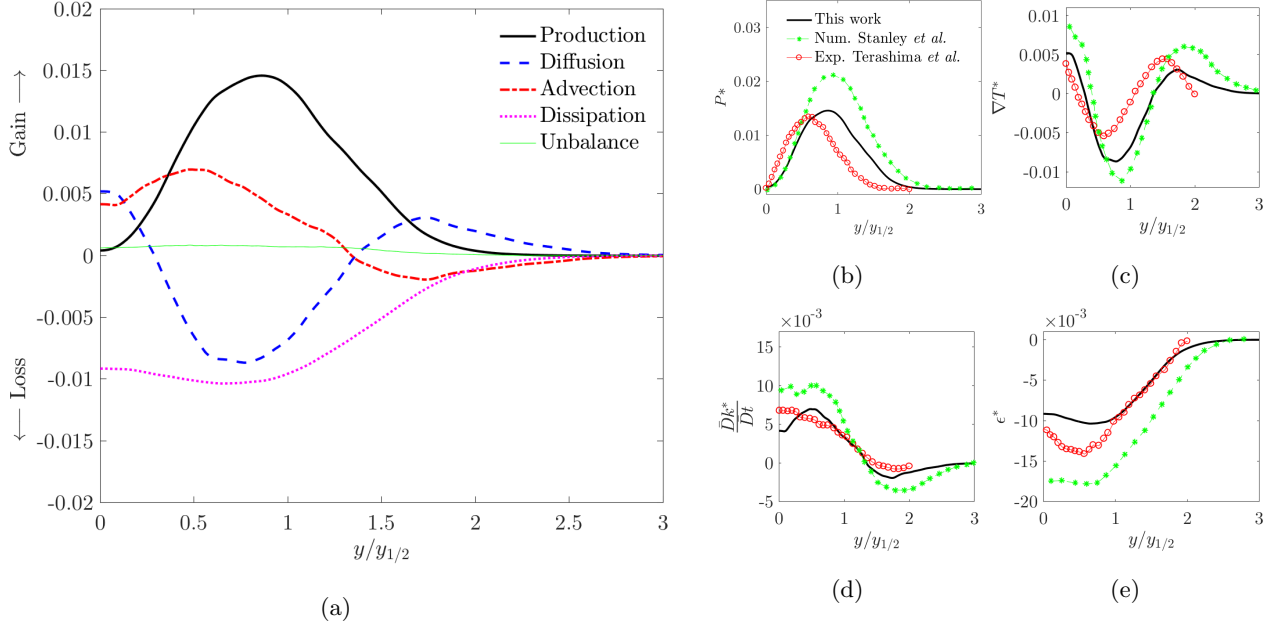 0.02
0.015
0.01
0.005
0
-0.005
-0.01
-0.015
-0.02
Gain ⟶
⟵ Loss
Production
Diffusion
Advection
Dissipation
Unbalance
0 0.5 1 1.5 2 2.5 3
y/y1/2
(a)
P*
0.03
0.02
0.01
0
This work
Num. Stanley et al.
Exp. Terashima et al.
0 1 2 3
y/y1/2
(b)
∇T*
0.01
0.005
0
-0.005
-0.01
0 1 2 3
y/y1/2
(c)
×10-3
D̄k*
Dt
15
10
5
0
-5
0 1 2 3
y/y1/2
(d)
×10-3
ϵ*
0
-5
-10
-15
-20
0 1 2 3
y/y1/2
(e)